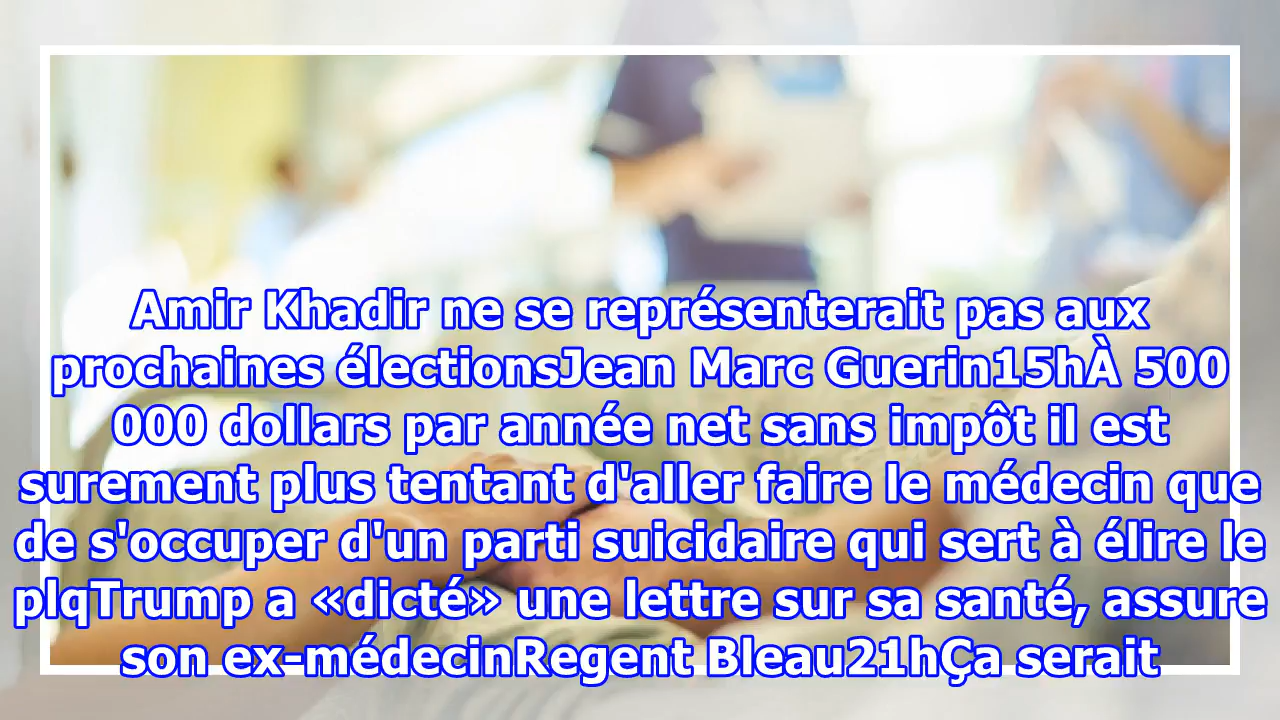 Amir Khadir ne se représenterait pas aux
prochaines électionsJean Marc Guerin15hÀ 500
000 dollars par année net sans impôt il est
surement plus tentant d'aller faire le médecin que
de s'occuper d'un parti suicidaire qui sert à élire le
plqTrump a «dicté» une lettre sur sa santé, assure
son ex-médecinRegent Bleau21hÇa serait